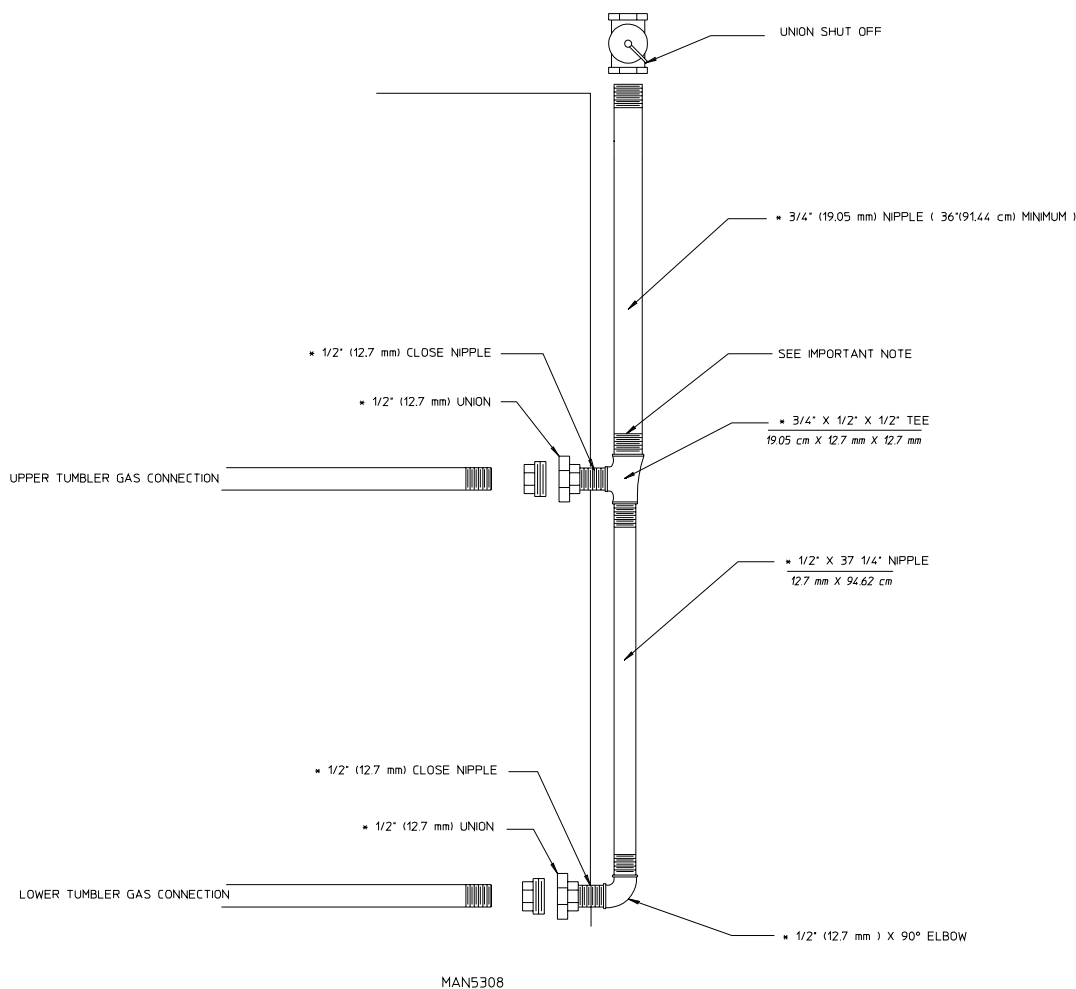 UNION SHUT OFF
* 3/4" (19.05 mm) NIPPLE ( 36"(91.44 cm) MINIMUM )
* 1/2" (12.7 mm) CLOSE NIPPLE
SEE IMPORTANT NOTE
* 1/2" (12.7 mm) UNION
* 3/4" X 1/2" X 1/2" TEE
19.05 cm X 12.7 mm X 12.7 mm
UPPER TUMBLER GAS CONNECTION
* 1/2" X 37 1/4" NIPPLE
12.7 mm X 94.62 cm
* 1/2" (12.7 mm) CLOSE NIPPLE
* 1/2" (12.7 mm) UNION
LOWER TUMBLER GAS CONNECTION
* 1/2" (12.7 mm ) X 90° ELBOW
MAN5308